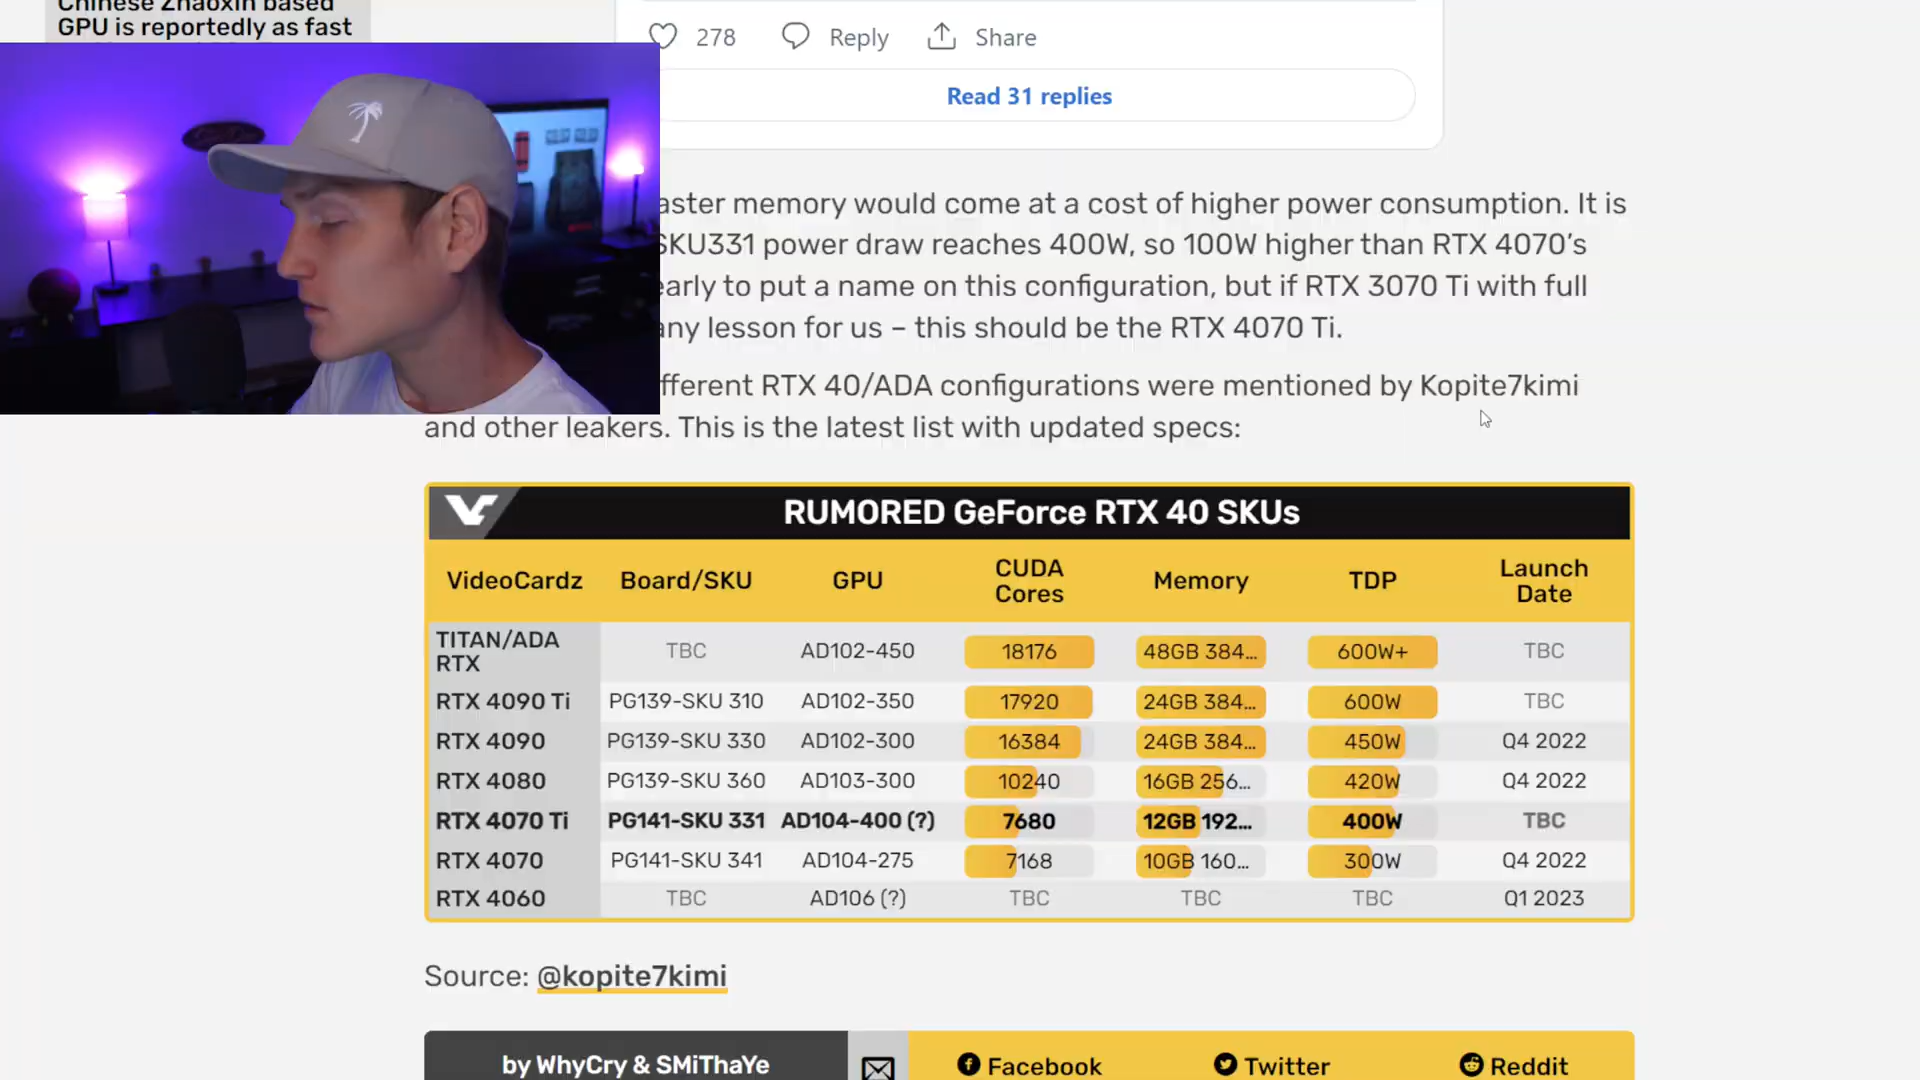 Chinese Zhaoxin based
GPU is reportedly as fast
278 Reply Share
Read 31 replies
aster memory would come at a cost of higher power consumption. It is
SKU331 power draw reaches 400W, so 100W higher than RTX 4070's
early to put a name on this configuration, but if RTX 3070 Ti with full
any lesson for us – this should be the RTX 4070 Ti.
fferent RTX 40/ADA configurations were mentioned by Kopite7kimi
and other leakers. This is the latest list with updated specs:
RUMORED GeForce RTX 40 SKUs
VideoCardz Board/SKU GPU CUDA Cores Memory TDP Launch Date
TITAN/ADA RTX TBC AD102-450 18176 48GB 384... 600W+ TBC
RTX 4090 Ti PG139-SKU 310 AD102-350 17920 24GB 384... 600W TBC
RTX 4090 PG139-SKU 330 AD102-300 16384 24GB 384... 450W Q4 2022
RTX 4080 PG139-SKU 360 AD103-300 10240 16GB 256... 420W Q4 2022
RTX 4070 Ti PG141-SKU 331 AD104-400 (?) 7680 12GB 192... 400W TBC
RTX 4070 PG141-SKU 341 AD104-275 7168 10GB 160... 300W Q4 2022
RTX 4060 TBC AD106 (?) TBC TBC TBC Q1 2023
Source: @kopite7kimi
by WhyCry & SMiThaYe Facebook Twitter Reddit